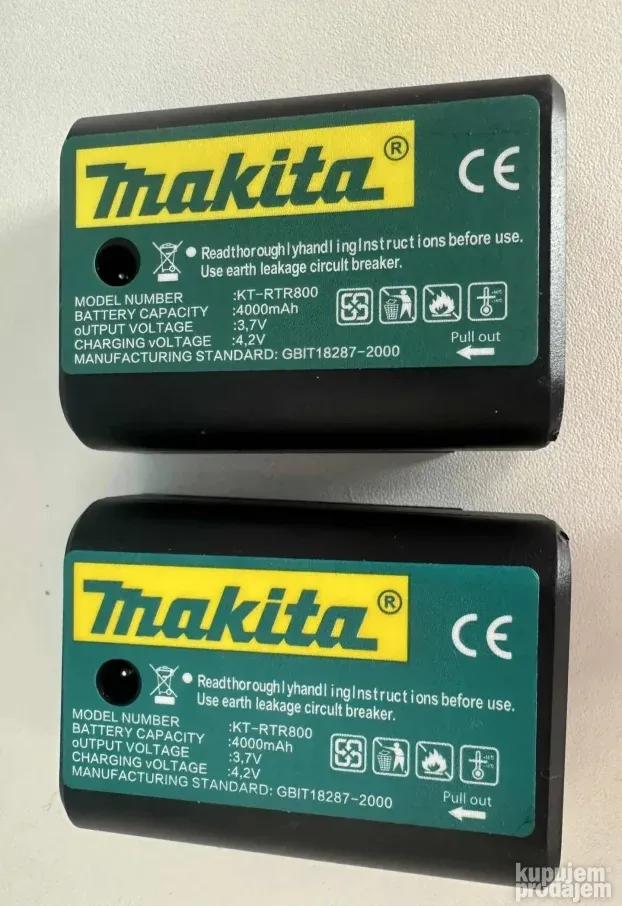 makita®
CE
Readthoroughlyhandlinglnstructions before use.
Use earth leakage circult breaker.
MODEL NUMBER :KT-RTR800
BATTERY CAPACITY :4000mAh
oUTPUT VOLTAGE :3,7V
CHARGING vOLTAGE :4,2V
MANUFACTURING STANDARD: GBIT18287-2000
Pull out
makita®
CE
Readthoroughlyhandlinglnstructions before use.
Use earth leakage circuit breaker.
MODEL NUMBER :KT-RTR800
BATTERY CAPACITY :4000mAh
oUTPUT VOLTAGE :3,7V
CHARGING vOLTAGE :4,2V
MANUFACTURING STANDARD: GBIT18287-2000
Pull out
kupujem
prodajem